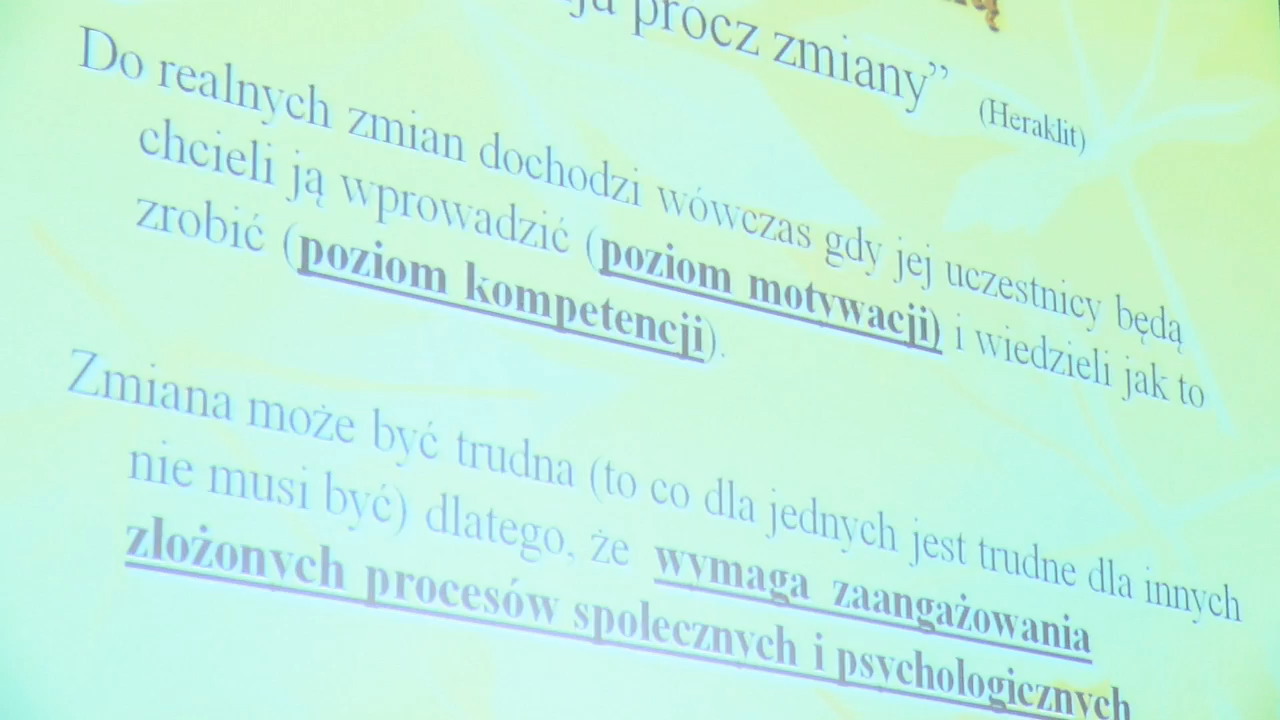 procz zmiany” (Heraklit)
Do realnych zmian dochodzi wówczas gdy jej uczestnicy będą
chcieli ją wprowadzić (poziom motywacji) i wiedzieli jak to
zrobić (poziom kompetencji).
Zmiana może być trudna (to co dla jednych jest trudne dla innych
nie musi być) dlatego, że wymaga zaangażowania
złożonych procesów społecznych i psychologicznych